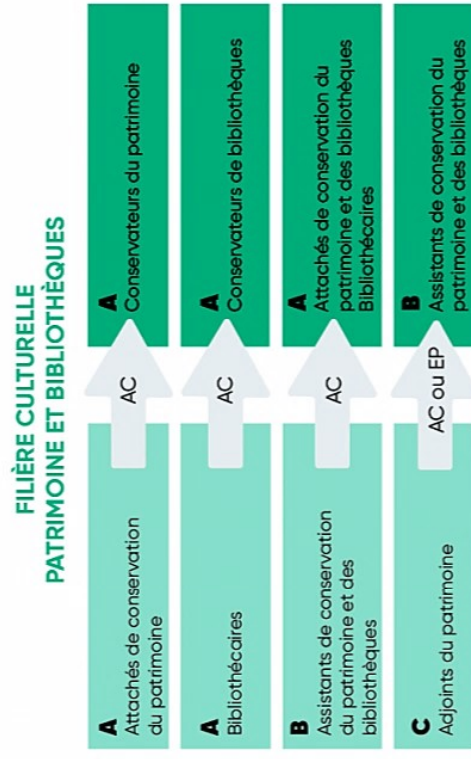 FILIÈRE CULTURELLE
PATRIMOINE ET BIBLIOTHÈQUES
A
Attachés de conservation
du patrimoine
AC
A
Conservateurs du patrimoine
A
Bibliothécaires
AC
A
Conservateurs de bibliothèques
B
Assistants de conservation
du patrimoine et des
bibliothèques
AC
A
Attachés de conservation du
patrimoine et des bibliothèques
Bibliothécaires
C
Adjoints du patrimoine
AC ou EP
B
Assistants de conservation du
patrimoine et des bibliothèques